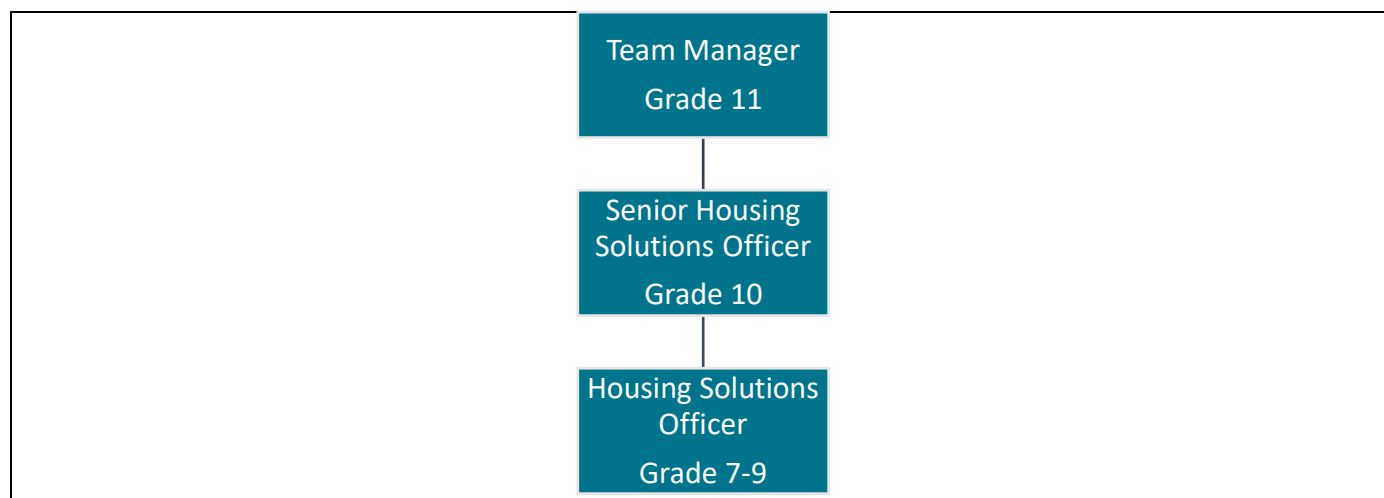 Team Manager
Grade 11
Senior Housing
Solutions Officer
Grade 10
Housing Solutions
Officer
Grade 7-9